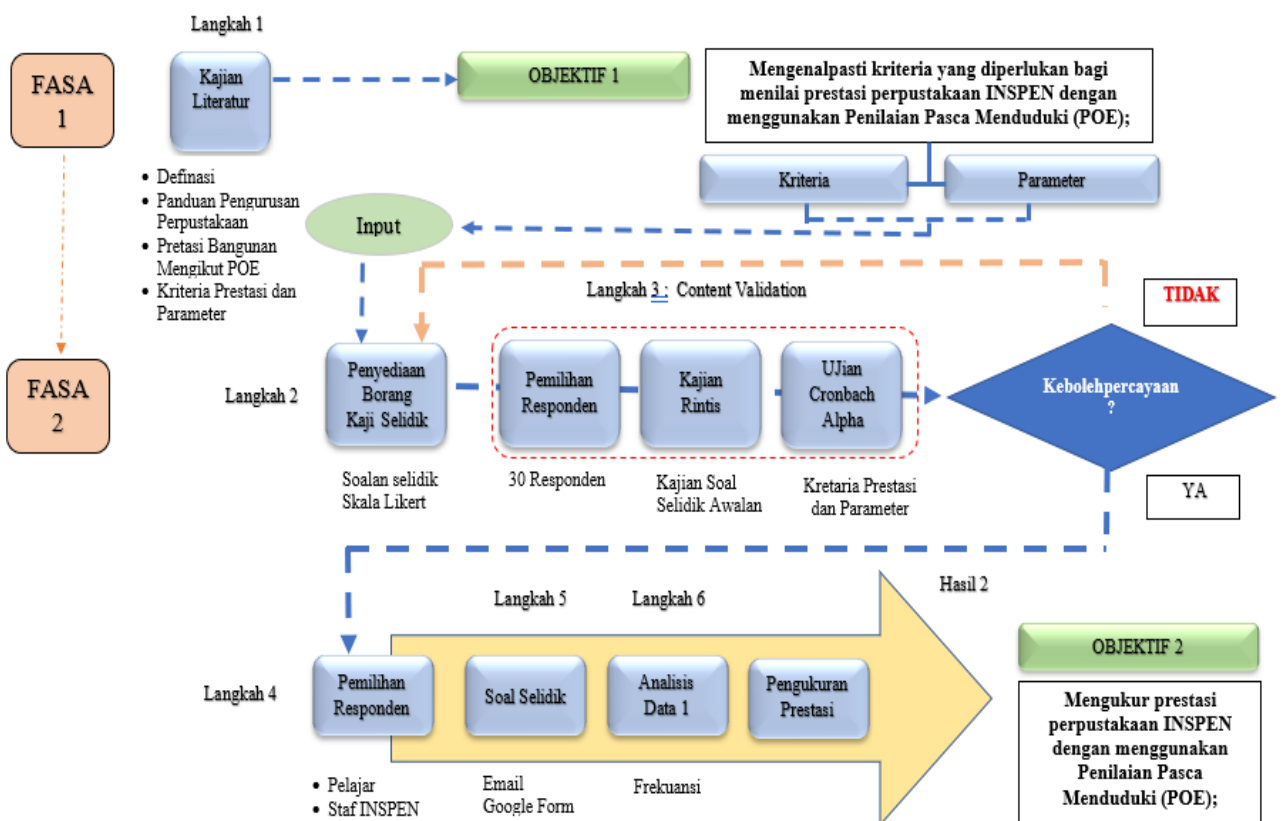 Langkah 1
FASA
1
Kajian
Literatur
OBJEKTIF 1
Mengenalpasti kriteria yang diperlukan bagi
menilai prestasi perpustakaan INSPEN dengan
menggunakan Penilaian Pasca Menduduki (POE);
Kriteria
Parameter
• Definasi
• Panduan Pengurusan
Perpustakaan
• Pretasi Bangunan
Mengikut POE
• Kriteria Prestasi dan
Parameter
Input
Langkah 3 : Content Validation
TIDAK
FASA
2
Langkah 2
Penyediaan
Borang
Kaji Selidik
Pemilihan
Responden
Kajian
Rintis
UJian
Cronbach
Alpha
Kebolehpercayaan
?
Soalan selidik
Skala Likert
30 Responden
Kajian Soal
Selidik Awalan
Kretaria Prestasi
dan Parameter
YA
Langkah 5
Langkah 6
Hasil 2
Langkah 4
Pemilihan
Responden
Soal Selidik
Analisis
Data 1
Pengukuran
Prestasi
OBJEKTIF 2
Mengukur prestasi
perpustakaan INSPEN
dengan menggunakan
Penilaian Pasca
Menduduki (POE);
• Pelajar
• Staf INSPEN
Email
Google Form
Frekuansi